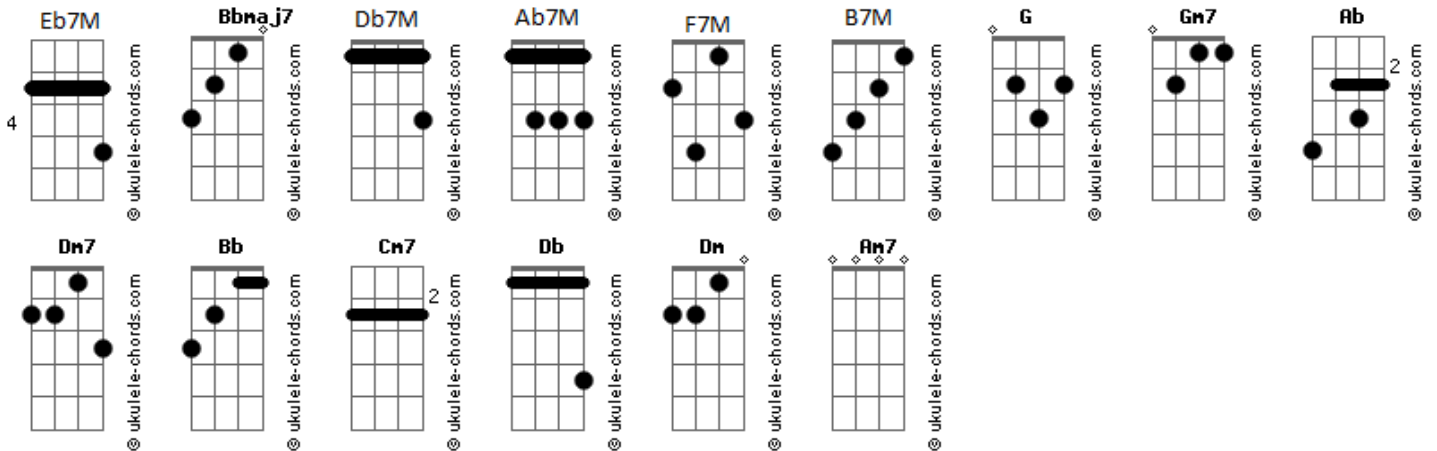 Eb7M Bbmaj7 Db7M Ab7M F7M B7M G Gm7 Ab
4
2
© ukulele-chords.com © ukulele-chords.com © ukulele-chords.com © ukulele-chords.com © ukulele-chords.com © ukulele-chords.com © ukulele-chords.com © ukulele-chords.com © ukulele-chords.com
Dm7 Bb Cm7 Db Dm Am7
2
© ukulele-chords.com © ukulele-chords.com © ukulele-chords.com © ukulele-chords.com © ukulele-chords.com © ukulele-chords.com